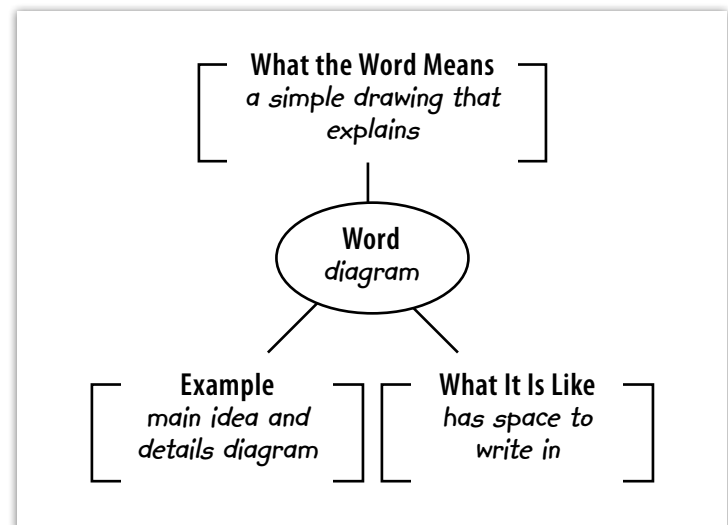 What the Word Means
a simple drawing that
explains
Word
diagram
Example
main idea and
details diagram
What It Is Like
has space to
write in